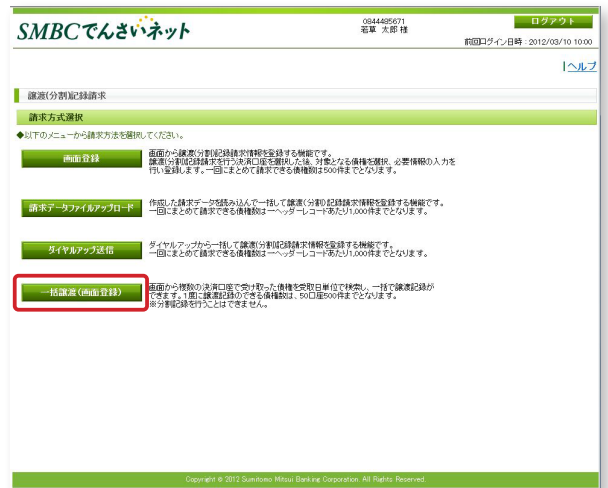 SMBCでんさいネット
0844485671
若草 太郎 様
ログアウト
前回ログイン日時：2012/03/10 10:00
|ヘルプ
譲渡(分割)記録請求
請求方式選択
◆以下のメニューから請求方法を選択してください。
画面登録
画面から譲渡(分割)記録請求情報を登録する機能です。
譲渡(分割)記録請求を行う決済口座を選択した後、対象となる債権を選択、必要情報の入力を
行い登録します。一回にまとめて請求できる債権数は500件までとなります。
請求データファイルアップロード
作成した請求データを読み込んで一括して譲渡(分割)記録請求情報を登録する機能です。
一回にまとめて請求できる債権数は一ヘッダーレコードあたり1,000件までとなります。
ダイヤルアップ送信
ダイヤルアップから一括して譲渡(分割)記録請求情報を登録する機能です。
一回にまとめて請求できる債権数は一ヘッダーレコードあたり1,000件までとなります。
一括譲渡(画面登録)
画面から複数の決済口座で受け取った債権を受取日単位で検索し、一括で譲渡記録が
できます。1度に譲渡記録のできる債権数は、50口座500件までとなります。
※分割記録を行うことはできません。
Copyright © 2012 Sumitomo Mitsui Banking Corporation. All Rights Reserved.